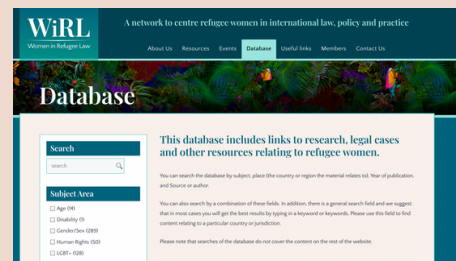 WiRL
Women in Refugee Law
A network to centre refugee women in international law, policy and practice
About Us Resources Events Database Useful links Members Contact Us
Database
Search
search
Subject Area
Age (14)
Disability (1)
Gender/Sex (289)
Human Rights (50)
LGBT+ (128)
This database includes links to research, legal cases
and other resources relating to refugee women.
You can search the database by subject, place (the country or region the material relates to), Year of publication,
and Source or author.
You can also search by a combination of these fields. In addition, there is a general search field and we suggest
that in most cases you will get the best results by typing in a keyword or keywords. Please use this field to find
content relating to a particular country or jurisdiction.
Please note that searches of the database do not cover the content on the rest of the website.